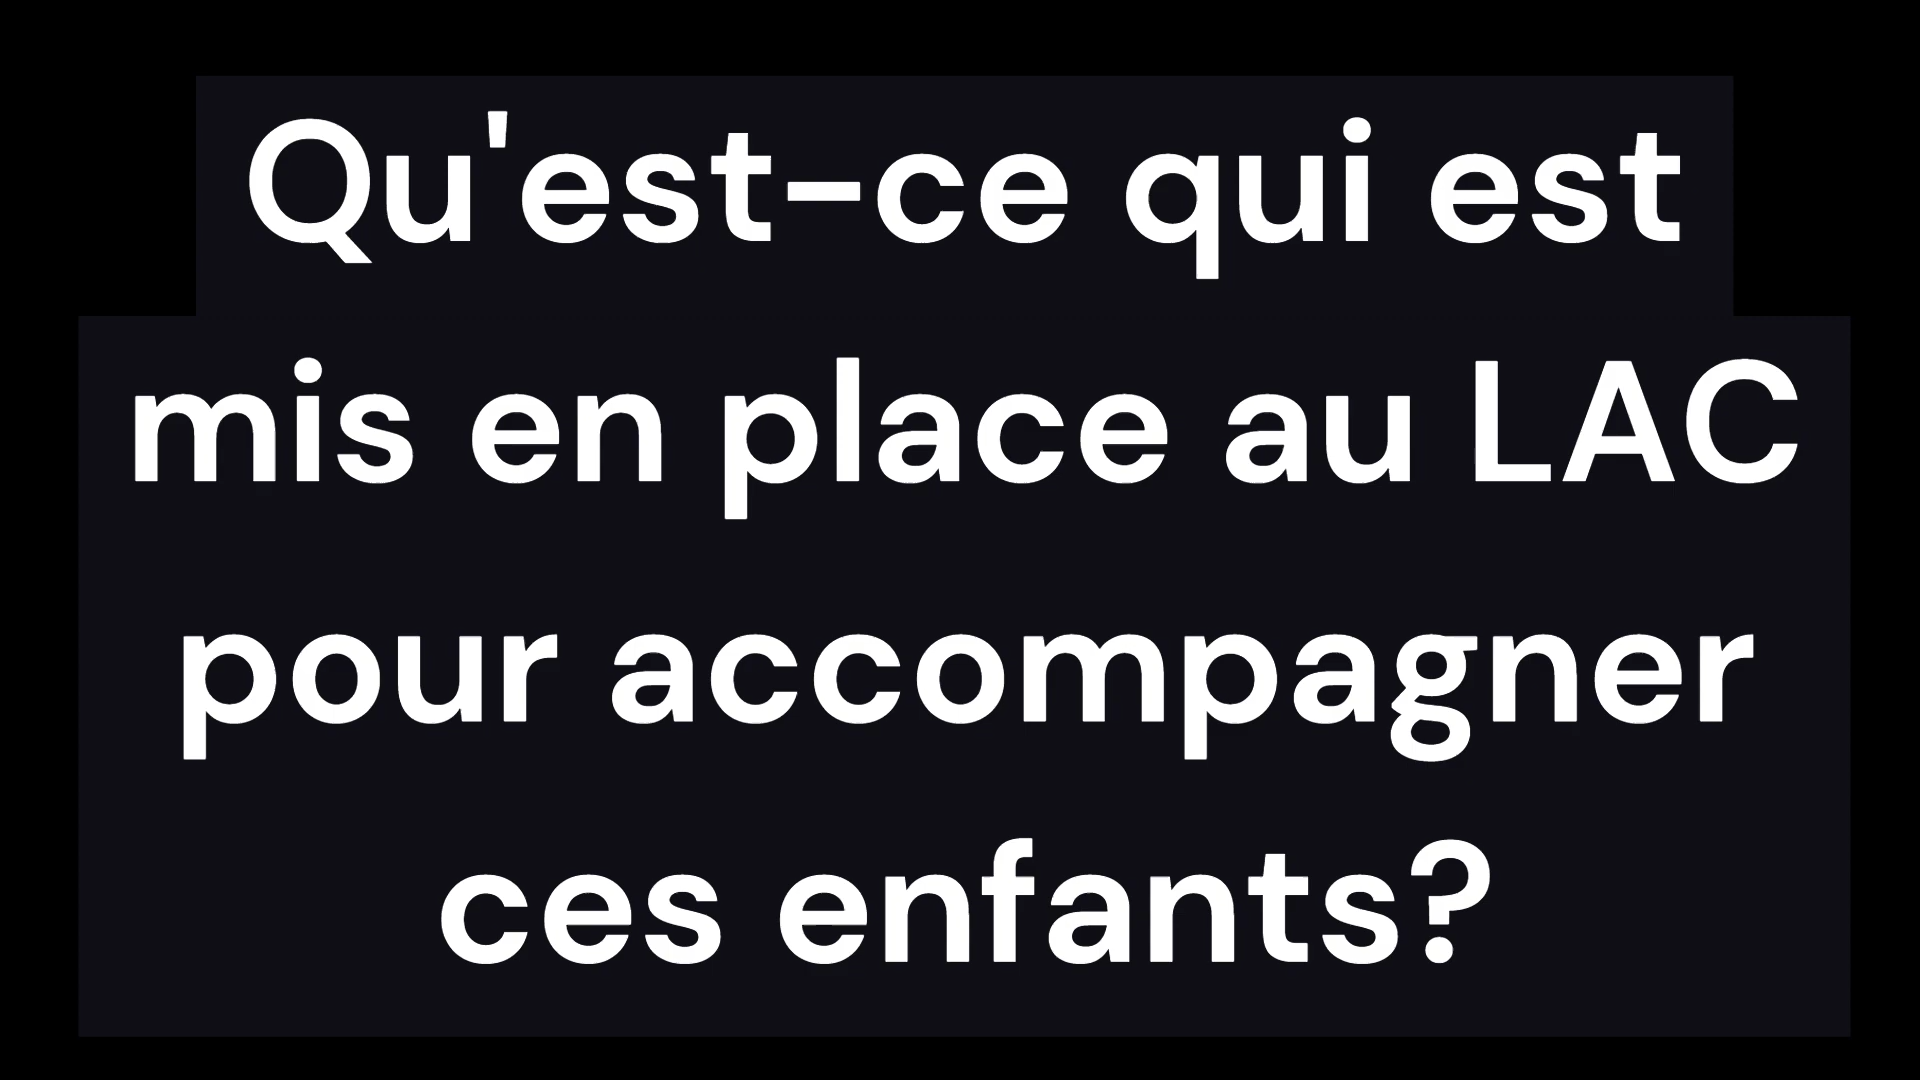 Qu'est-ce qui est
mis en place au LAC
pour accompagner
ces enfants?